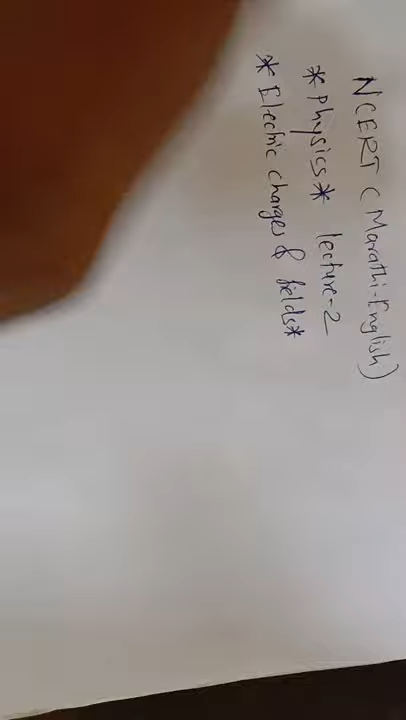 NCERT (Marathi-English)
*Physics* lecture-2
*Electric charges & fields*